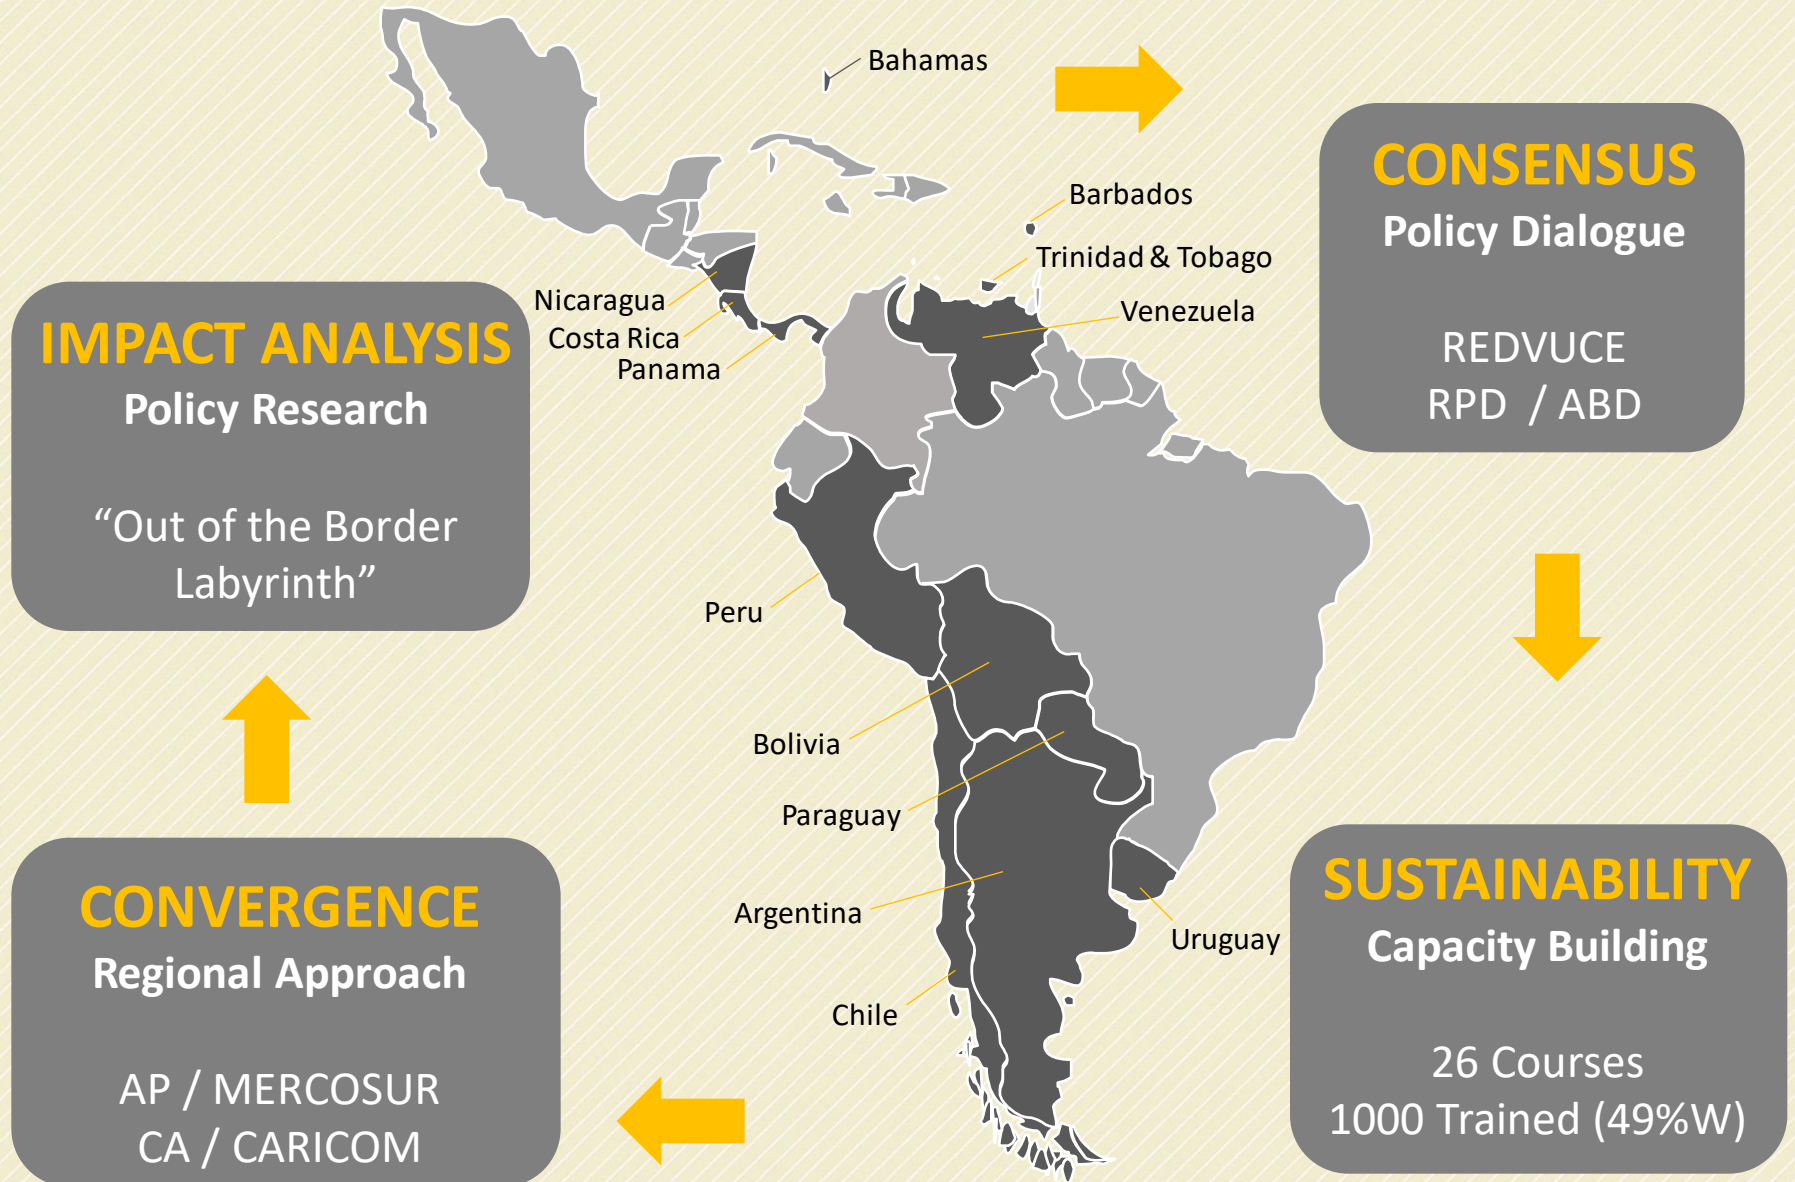 Bahamas
Barbados
Trinidad & Tobago
Venezuela
Nicaragua
Costa Rica
Panama
Peru
Bolivia
Paraguay
Argentina
Uruguay
Chile
IMPACT ANALYSIS
Policy Research
“Out of the Border
Labyrinth”
CONSENSUS
Policy Dialogue
REDVUCE
RPD / ABD
SUSTAINABILITY
Capacity Building
26 Courses
1000 Trained (49%W)
CONVERGENCE
Regional Approach
AP / MERCOSUR
CA / CARICOM